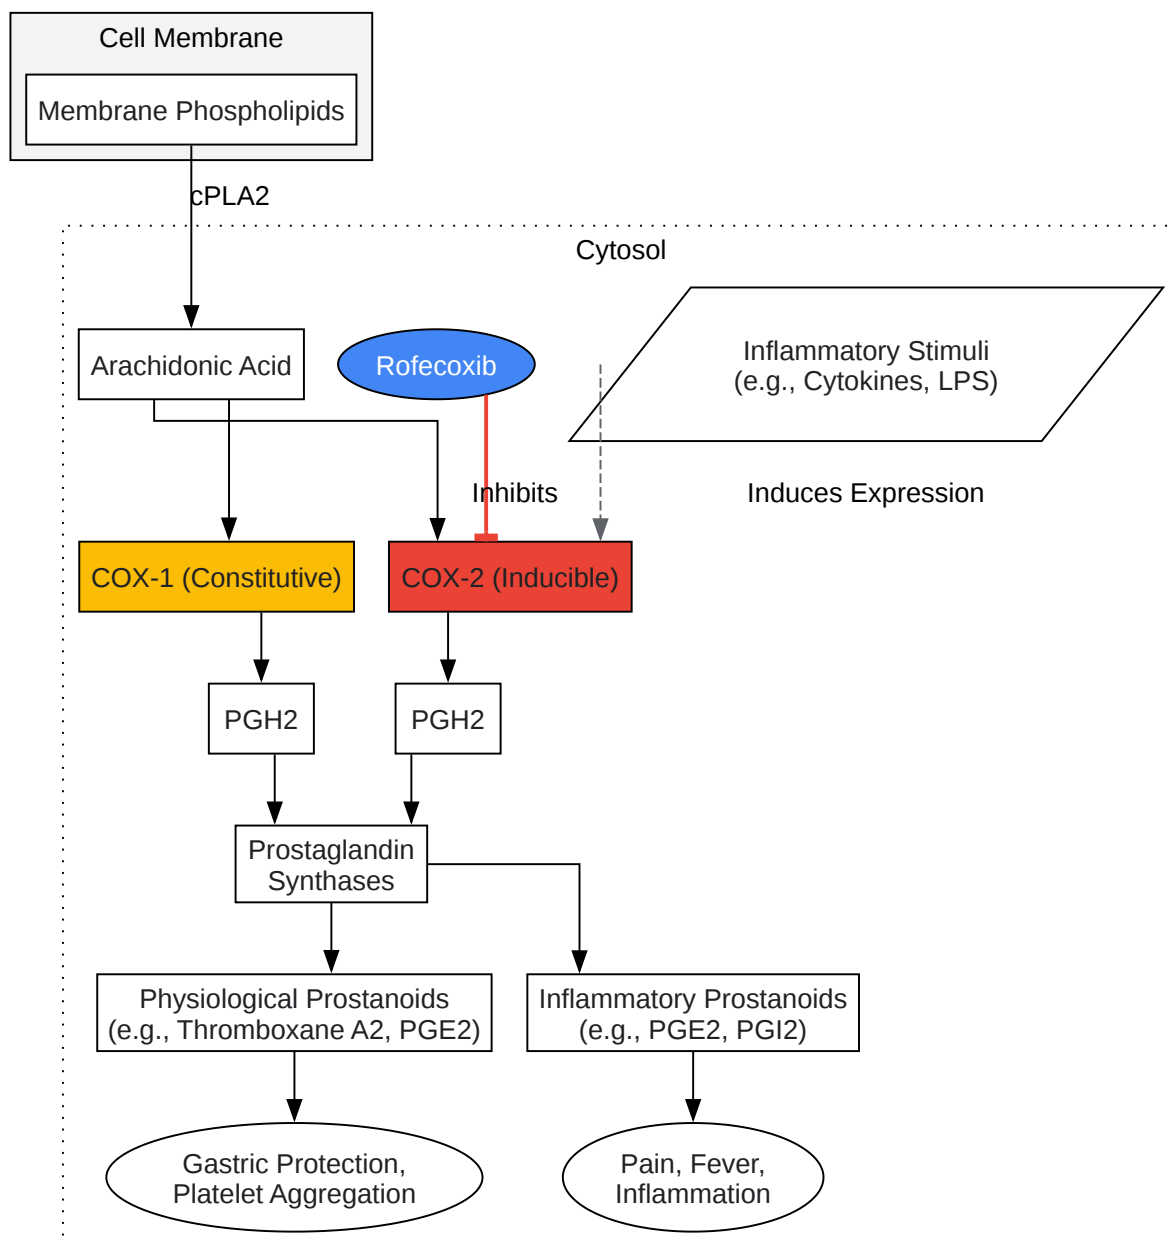 Cell Membrane
Membrane Phospholipids
cPLA2
Cytosol
Arachidonic Acid
Rofecoxib
Inflammatory Stimuli
(e.g., Cytokines, LPS)
Inhibits
Induces Expression
COX-1 (Constitutive)
COX-2 (Inducible)
PGH2
PGH2
Prostaglandin
Synthases
Physiological Prostanoids
(e.g., Thromboxane A2, PGE2)
Inflammatory Prostanoids
(e.g., PGE2, PGI2)
Gastric Protection,
Platelet Aggregation
Pain, Fever,
Inflammation